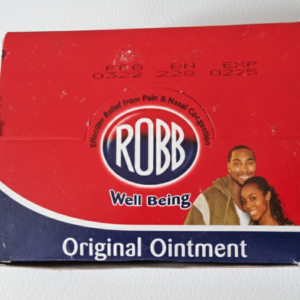 MFG BN EXP
0322 228 0225
Effective Relief from Pain & Nasal Congestion
ROBB
Well Being
Original Ointment